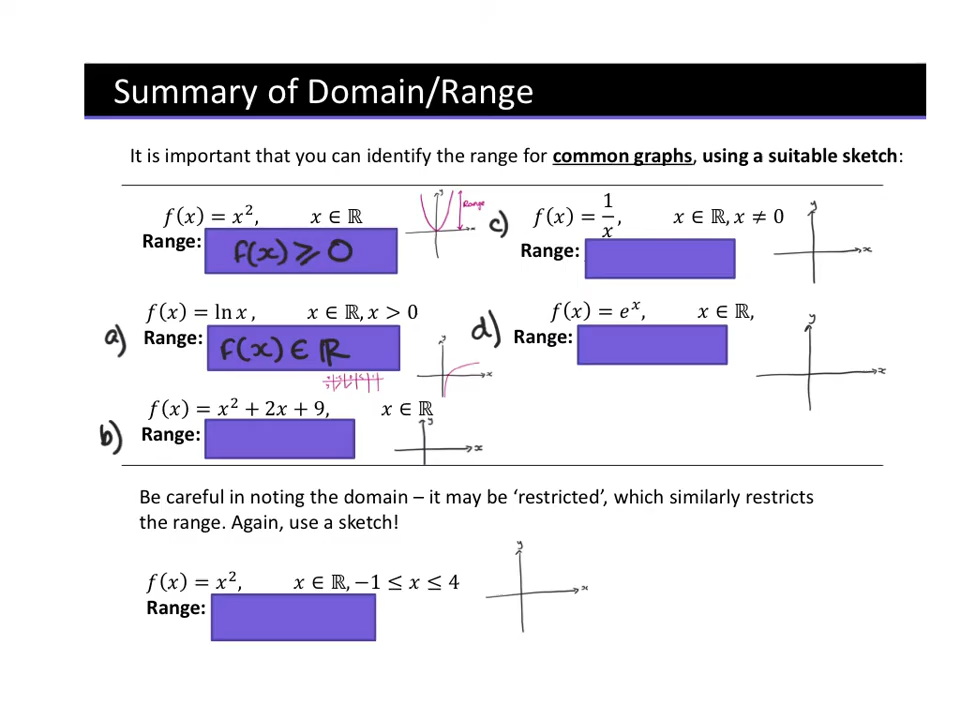 Summary of Domain/Range
It is important that you can identify the range for common graphs, using a suitable sketch:
f(x) = x², x ∈ ℝ
Range: f(x) ≥ 0
y
Range
x
a) f(x) = ln x , x ∈ ℝ, x > 0
Range: f(x) ∈ ℝ
y
x
b) f(x) = x² + 2x + 9, x ∈ ℝ
Range:
y
x
c) f(x) = 1/x, x ∈ ℝ, x ≠ 0
Range:
y
x
d) f(x) = eˣ, x ∈ ℝ,
Range:
y
x
Be careful in noting the domain – it may be ‘restricted’, which similarly restricts
the range. Again, use a sketch!
f(x) = x², x ∈ ℝ, −1 ≤ x ≤ 4
Range:
y
x